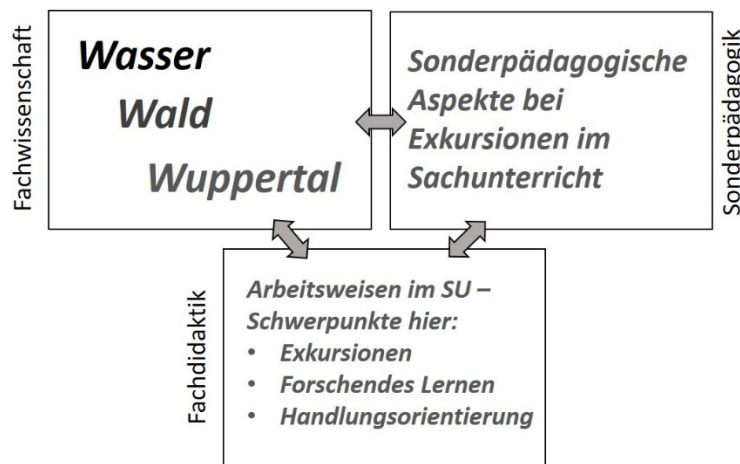 Fachwissenschaft
Wasser
Wald
Wuppertal
Sonderpädagogische
Aspekte bei
Exkursionen im
Sachunterricht
Sonderpädagogik
Fachdidaktik
Arbeitsweisen im SU –
Schwerpunkte hier:
• Exkursionen
• Forschendes Lernen
• Handlungsorientierung